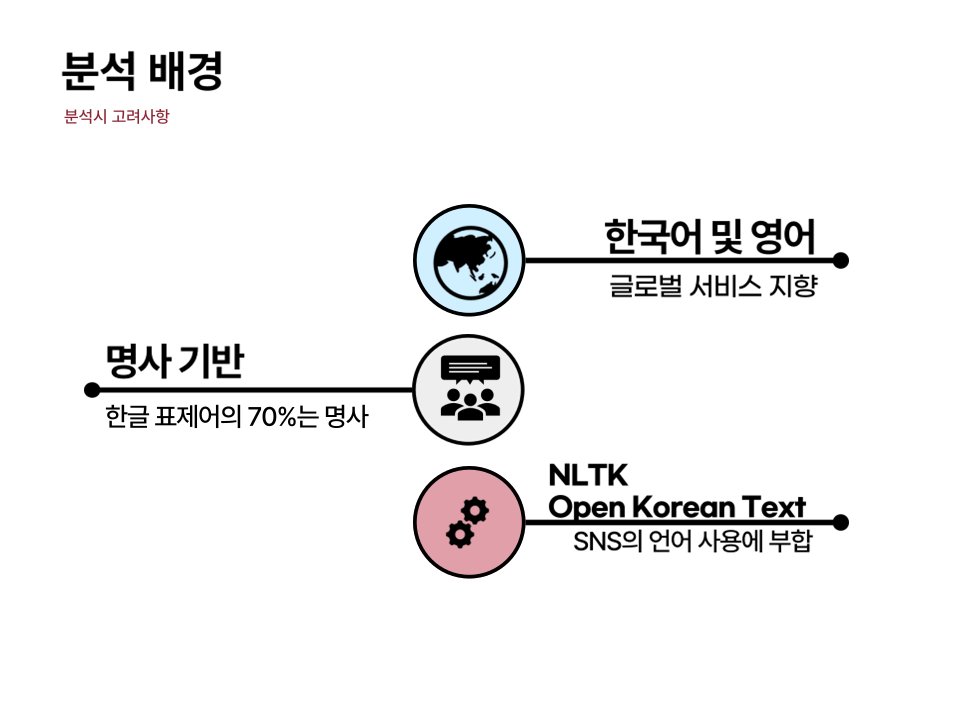 분석 배경
분석시 고려사항
한국어 및 영어
글로벌 서비스 지향
명사 기반
한글 표제어의 70%는 명사
NLTK
Open Korean Text
SNS의 언어 사용에 부합